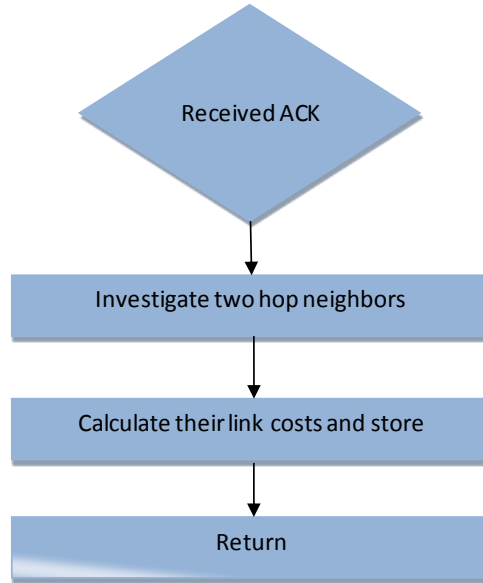 Received ACK
Investigate two hop neighbors
Calculate their link costs and store
Return